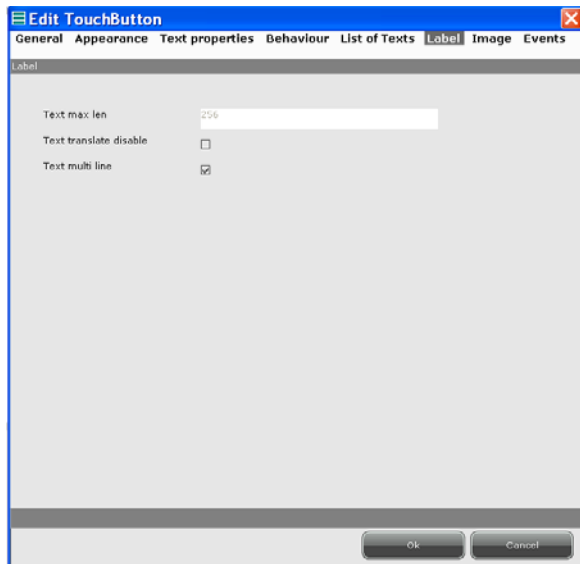 Edit TouchButton
General Appearance Text properties Behaviour List of Texts Label Image Events
Label
Text max len 256
Text translate disable
Text multi line
Ok Cancel